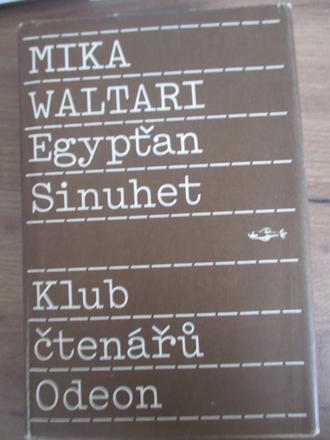 MIKA
WALTARI
Egypťan
Sinuhet
Klub
čtenářů
Odeon